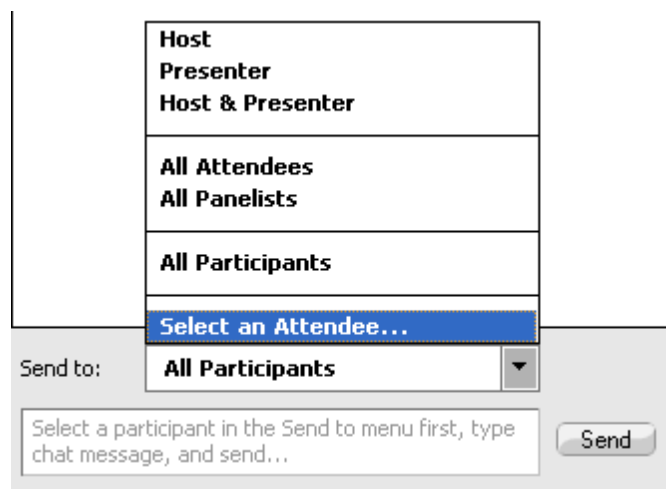 Host
Presenter
Host & Presenter
All Attendees
All Panelists
All Participants
Select an Attendee...
Send to:
All Participants
Select a participant in the Send to menu first, type
chat message, and send...
Send